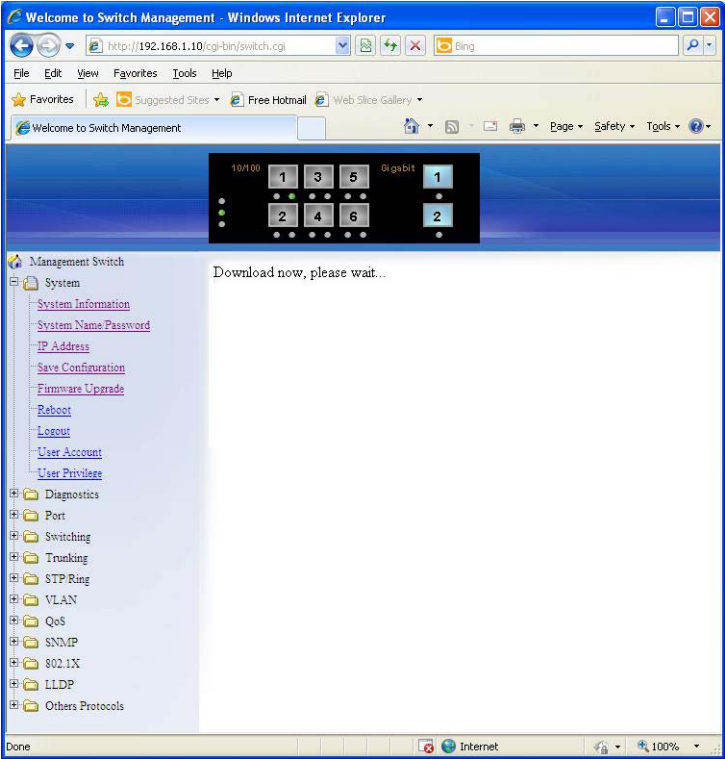 Welcome to Switch Management - Windows Internet Explorer
http://192.168.1.10/cgi-bin/switch.cgi Bing
File Edit View Favorites Tools Help
Favorites Suggested Sites Free Hotmail Web Slice Gallery
Welcome to Switch Management Page Safety Tools
10/100 1 3 5 Gigabit 1
2 4 6 2
Management Switch
Download now, please wait...
System
System Information
System Name/Password
IP Address
Save Configuration
Firmware Upgrade
Reboot
Logout
User Account
User Privilege
Diagnostics
Port
Switching
Trunking
STP/Ring
VLAN
QoS
SNMP
802.1X
LLDP
Others Protocols
Done Internet 100%